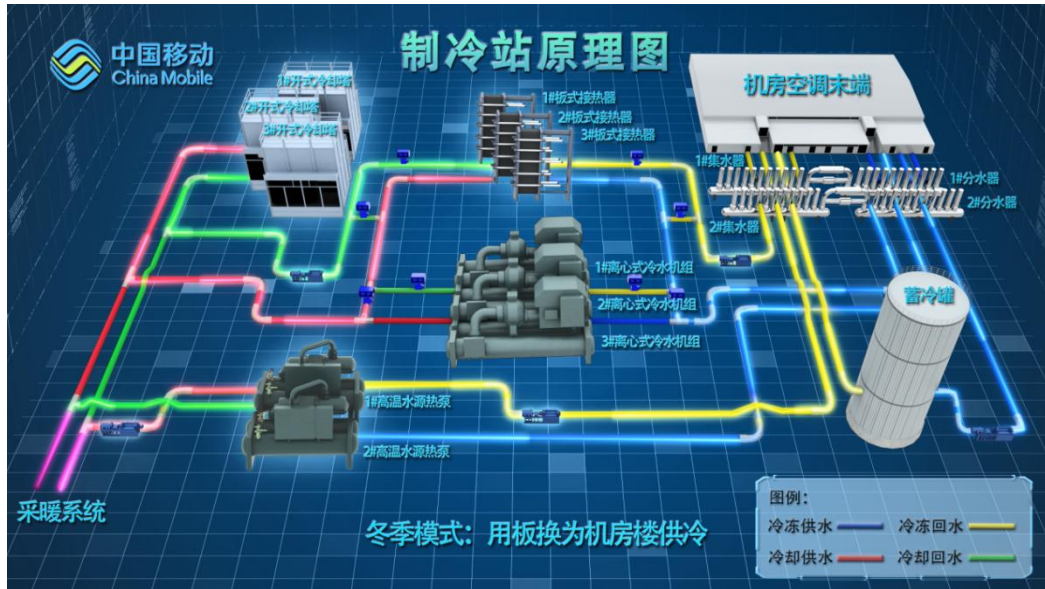 中国移动
China Mobile
制冷站原理图
1#开式冷却塔
2#开式冷却塔
3#开式冷却塔
1#板式接热器
2#板式接热器
3#板式接热器
机房空调末端
1#集水器
2#集水器
1#分水器
2#分水器
1#离心式冷水机组
2#离心式冷水机组
3#离心式冷水机组
蓄冷罐
1#高温水源热泵
2#高温水源热泵
采暖系统
冬季模式：用板换为机房楼供冷
图例：
冷冻供水 冷冻回水
冷却供水 冷却回水